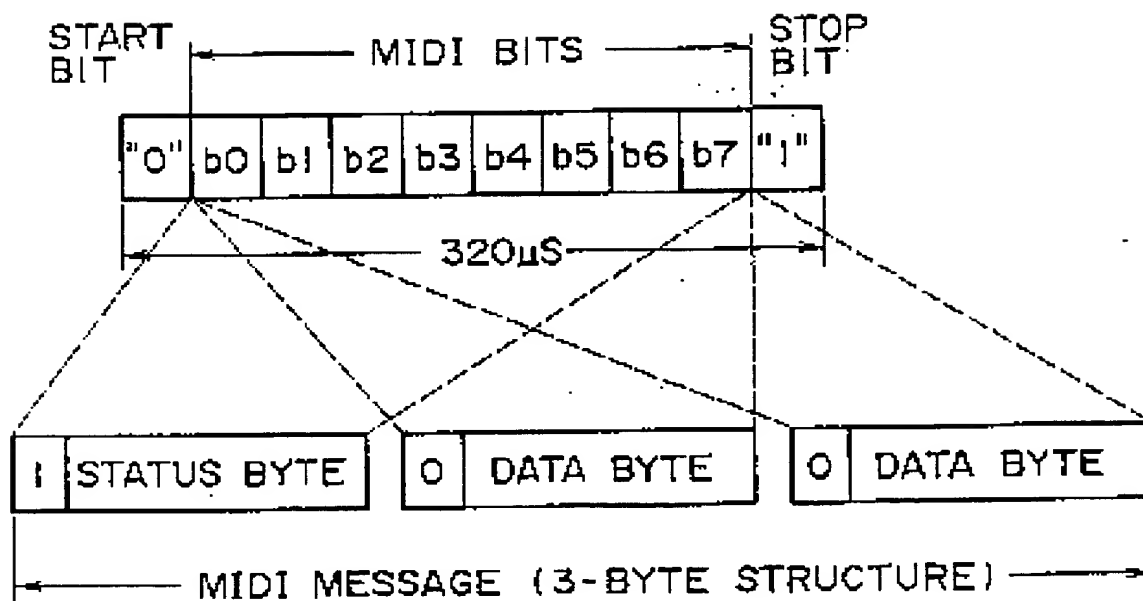 START BIT
MIDI BITS
STOP BIT
"0" b0 b1 b2 b3 b4 b5 b6 b7 "1"
320µS
1 STATUS BYTE 0 DATA BYTE 0 DATA BYTE
MIDI MESSAGE (3-BYTE STRUCTURE)